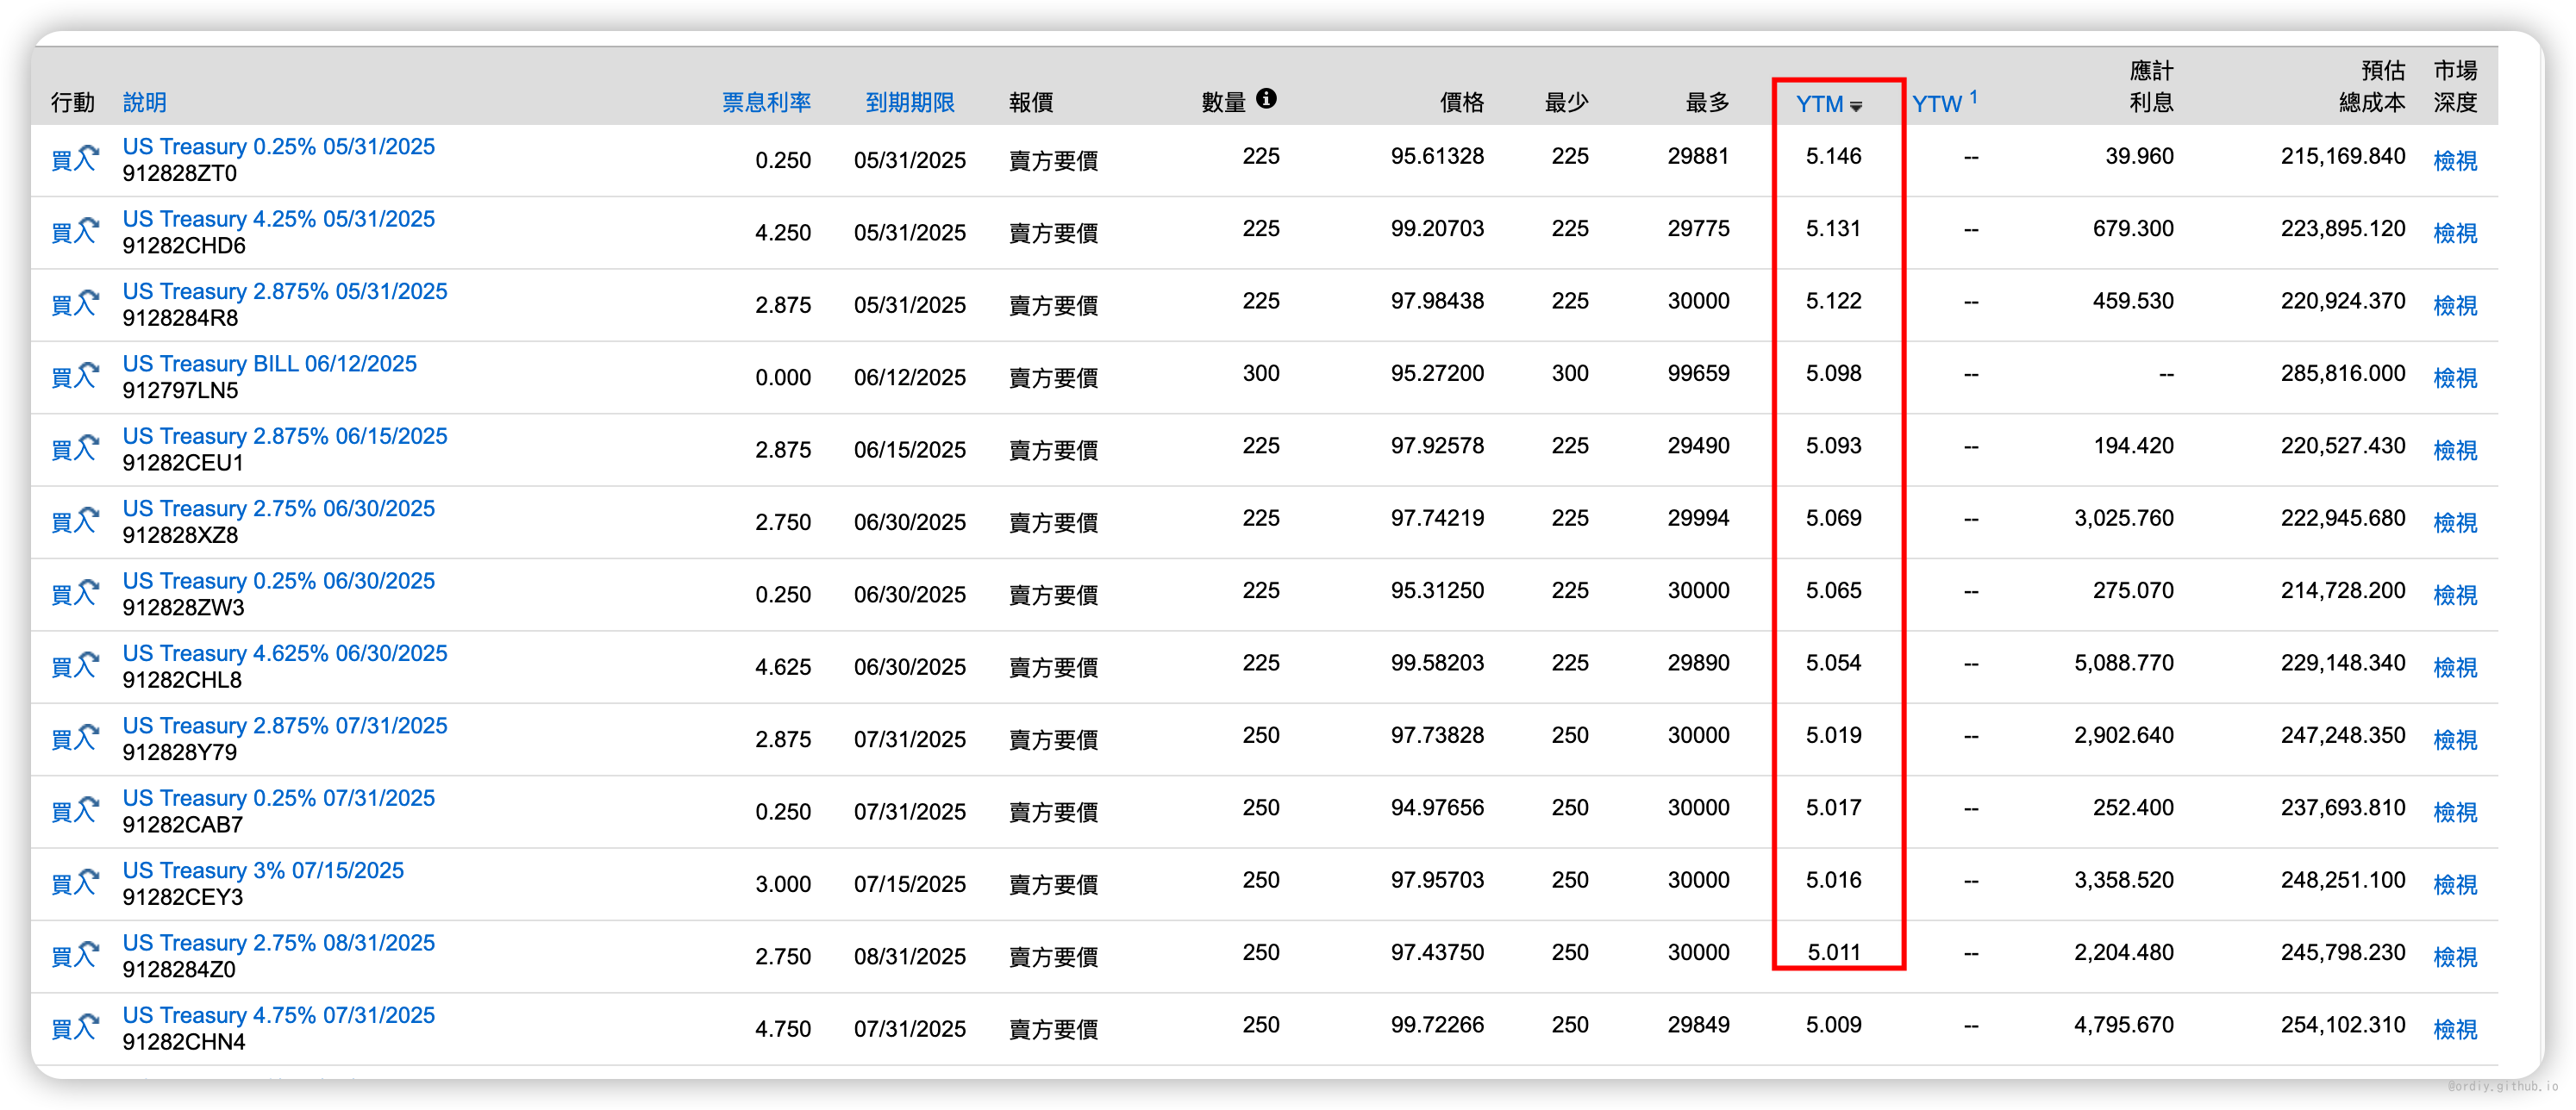 行動 說明 票息利率 到期期限 報價 數量 價格 最少 最多 YTM YTW 1 應計利息 預估總成本 市場深度
買入 US Treasury 0.25% 05/31/2025 0.250 05/31/2025 賣方要價 225 95.61328 225 29881 5.146 -- 39.960 215,169.840 檢視
912828ZT0
買入 US Treasury 4.25% 05/31/2025 4.250 05/31/2025 賣方要價 225 99.20703 225 29775 5.131 -- 679.300 223,895.120 檢視
91282CHD6
買入 US Treasury 2.875% 05/31/2025 2.875 05/31/2025 賣方要價 225 97.98438 225 30000 5.122 -- 459.530 220,924.370 檢視
9128284R8
買入 US Treasury BILL 06/12/2025 0.000 06/12/2025 賣方要價 300 95.27200 300 99659 5.098 -- -- 285,816.000 檢視
912797LN5
買入 US Treasury 2.875% 06/15/2025 2.875 06/15/2025 賣方要價 225 97.92578 225 29490 5.093 -- 194.420 220,527.430 檢視
91282CEU1
買入 US Treasury 2.75% 06/30/2025 2.750 06/30/2025 賣方要價 225 97.74219 225 29994 5.069 -- 3,025.760 222,945.680 檢視
912828XZ8
買入 US Treasury 0.25% 06/30/2025 0.250 06/30/2025 賣方要價 225 95.31250 225 30000 5.065 -- 275.070 214,728.200 檢視
912828ZW3
買入 US Treasury 4.625% 06/30/2025 4.625 06/30/2025 賣方要價 225 99.58203 225 29890 5.054 -- 5,088.770 229,148.340 檢視
91282CHL8
買入 US Treasury 2.875% 07/31/2025 2.875 07/31/2025 賣方要價 250 97.73828 250 30000 5.019 -- 2,902.640 247,248.350 檢視
912828Y79
買入 US Treasury 0.25% 07/31/2025 0.250 07/31/2025 賣方要價 250 94.97656 250 30000 5.017 -- 252.400 237,693.810 檢視
91282CAB7
買入 US Treasury 3% 07/15/2025 3.000 07/15/2025 賣方要價 250 97.95703 250 30000 5.016 -- 3,358.520 248,251.100 檢視
91282CEY3
買入 US Treasury 2.75% 08/31/2025 2.750 08/31/2025 賣方要價 250 97.43750 250 30000 5.011 -- 2,204.480 245,798.230 檢視
9128284Z0
買入 US Treasury 4.75% 07/31/2025 4.750 07/31/2025 賣方要價 250 99.72266 250 29849 5.009 -- 4,795.670 254,102.310 檢視
91282CHN4
@ordiy.github.io